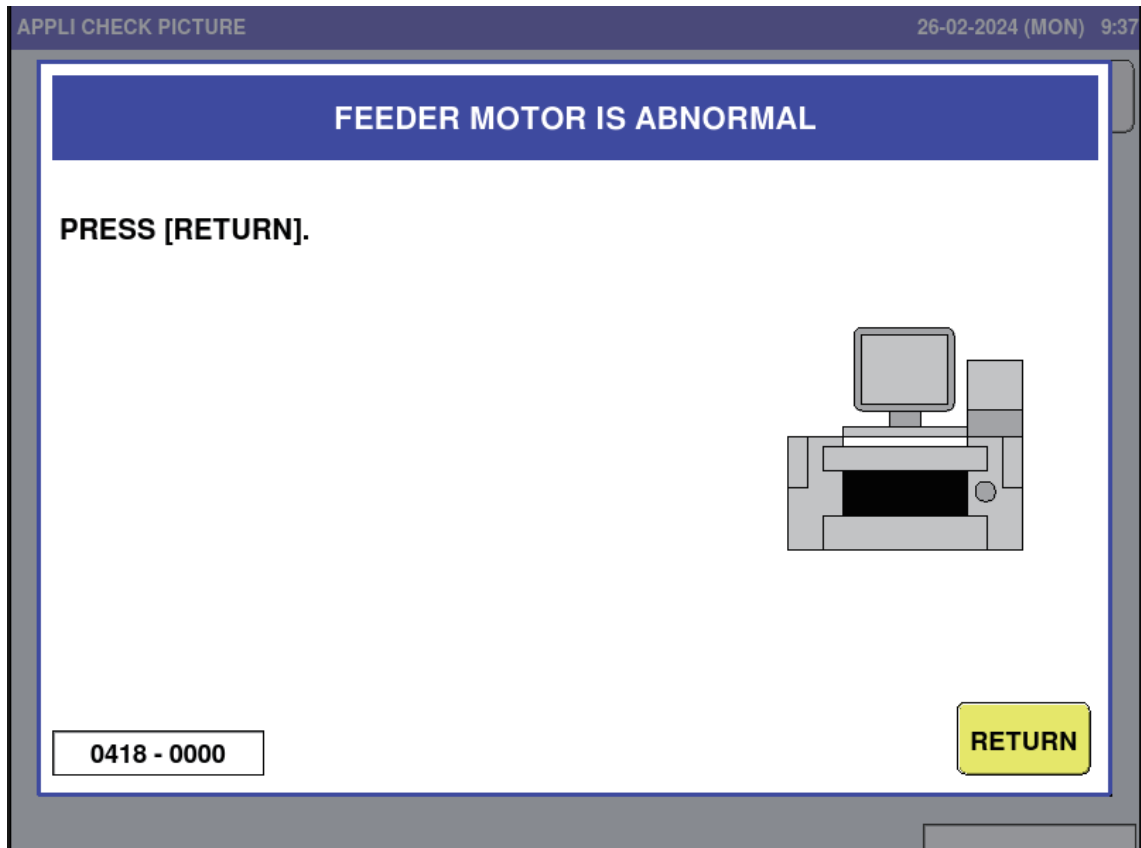 APPLI CHECK PICTURE 26-02-2024 (MON) 9:37
FEEDER MOTOR IS ABNORMAL
PRESS [RETURN].
RETURN
0418 - 0000